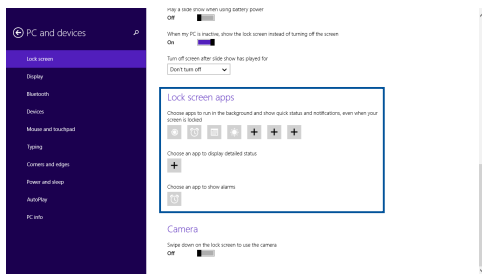 Play a slide show when using battery power
Off
PC and devices
When my PC is inactive, show the lock screen instead of turning off the screen
On
Lock screen
Turn off screen after slide show has played for
Don't turn off
Display
Bluetooth
Lock screen apps
Devices
Choose apps to run in the background and show quick status and notifications, even when your
screen is locked
Mouse and touchpad
Typing
Choose an app to display detailed status
Corners and edges
Power and sleep
Choose an app to show alarms
AutoPlay
PC info
Camera
Swipe down on the lock screen to use the camera
Off